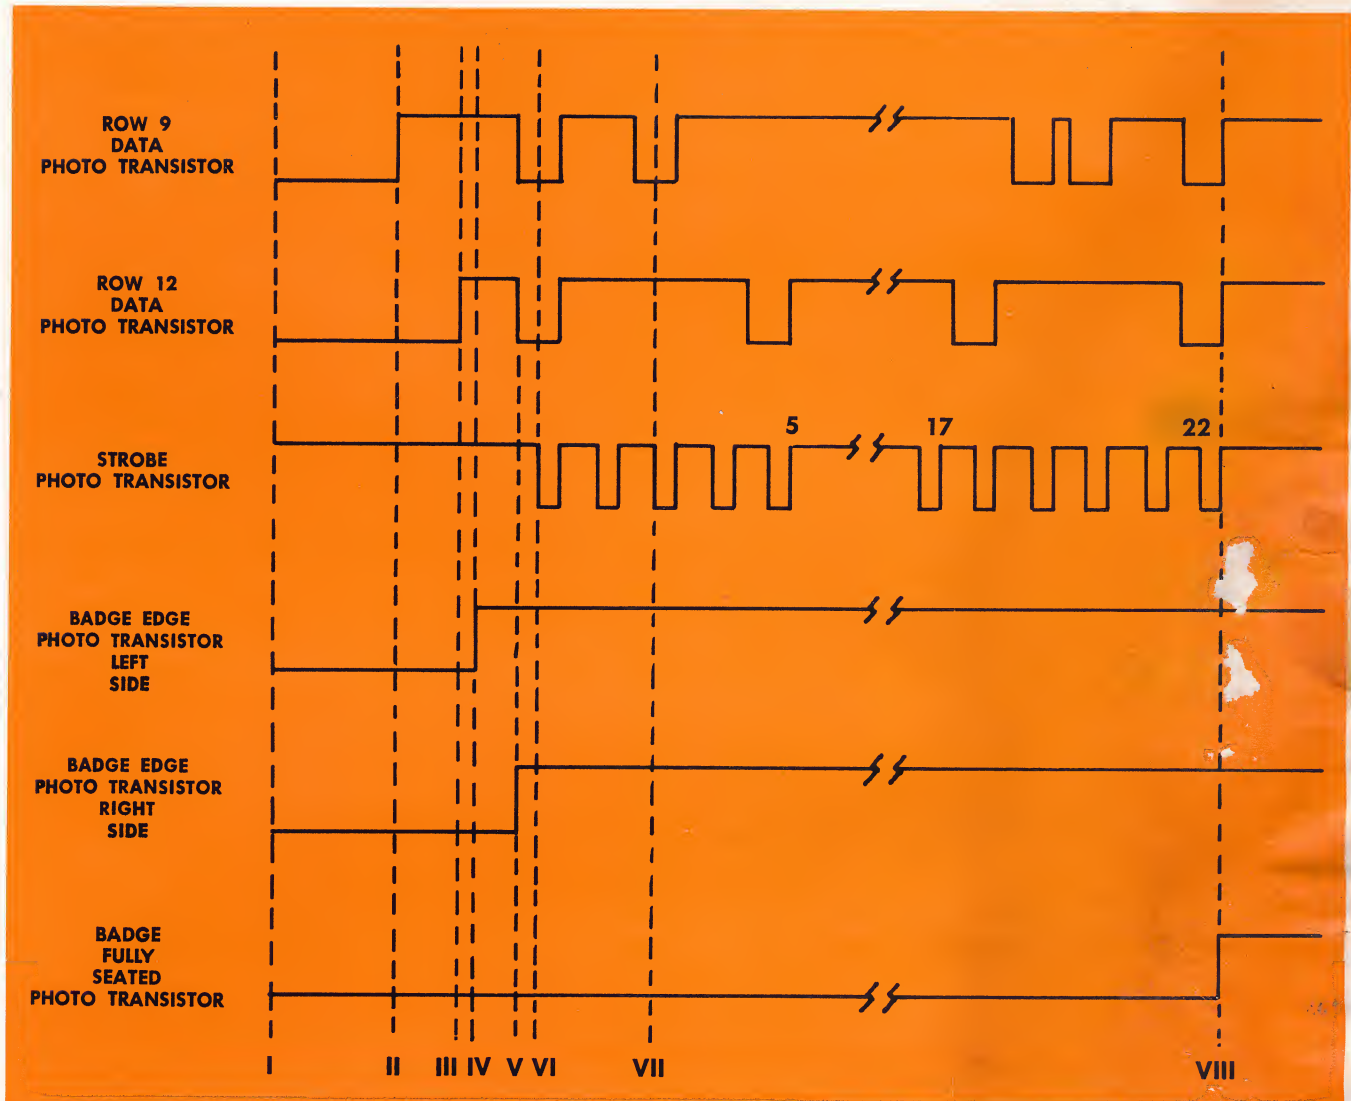 ROW 9
DATA
PHOTO TRANSISTOR
ROW 12
DATA
PHOTO TRANSISTOR
5
17
22
STROBE
PHOTO TRANSISTOR
BADGE EDGE
PHOTO TRANSISTOR
LEFT
SIDE
BADGE EDGE
PHOTO TRANSISTOR
RIGHT
SIDE
BADGE
FULLY
SEATED
PHOTO TRANSISTOR
I II III IV V VI VII VIII